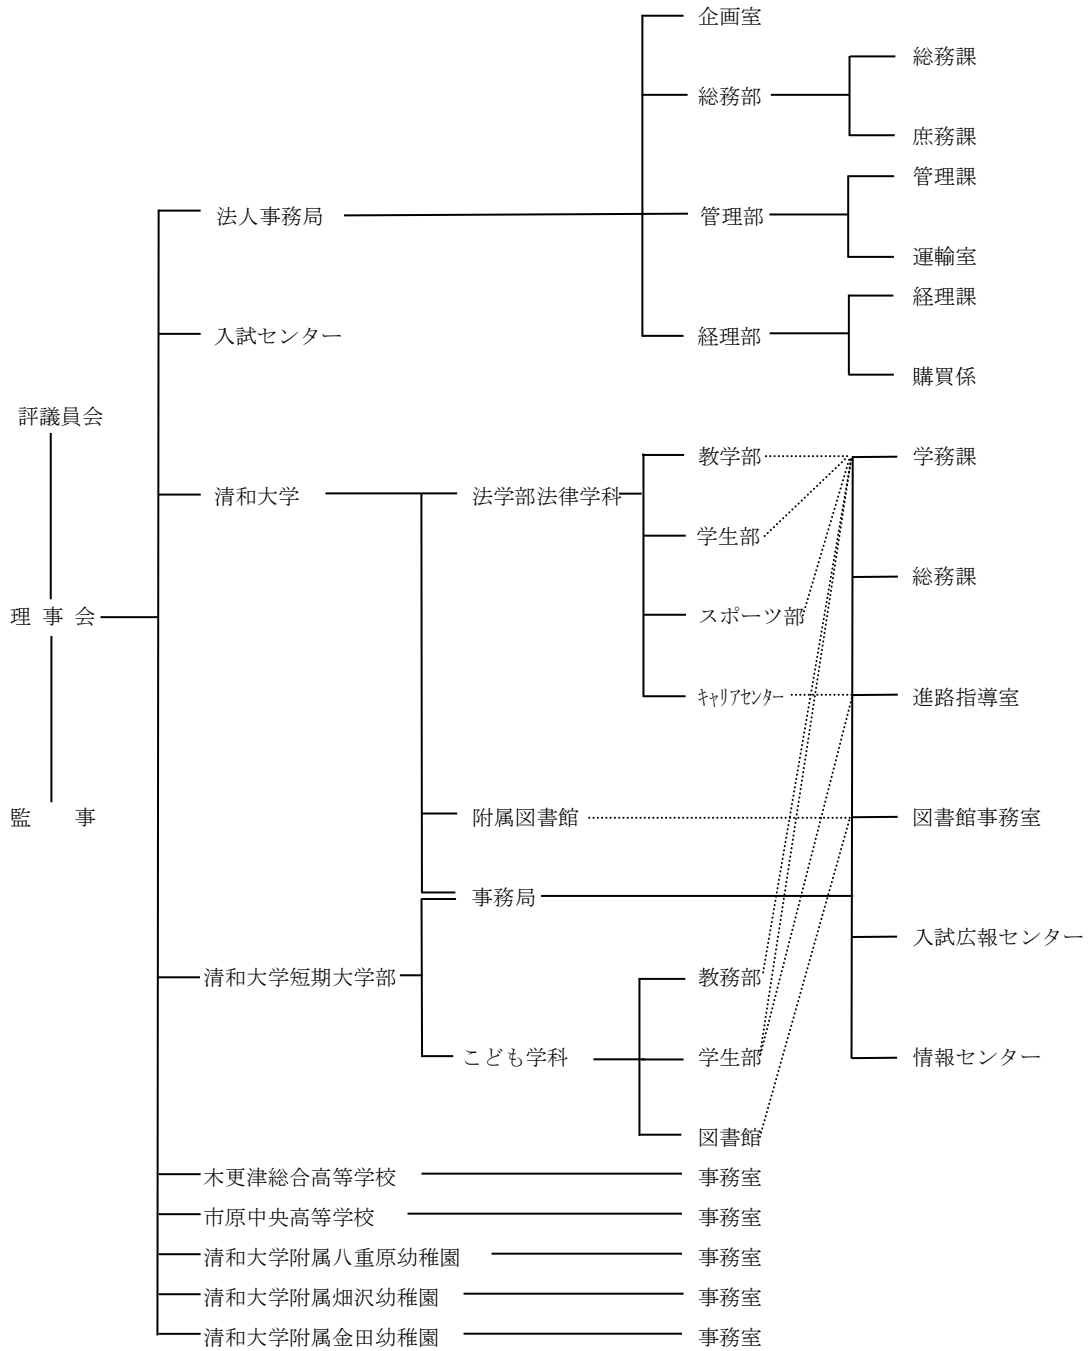 企画室
総務課
総務部
庶務課
管理課
法人事務局
管理部
運輸室
経理課
入試センター
経理部
購買係
評議員会
教学部
学務課
清和大学
法学部法律学科
学生部
総務課
理事会
スポーツ部
キャリアセンター
進路指導室
監事
附属図書館
図書館事務室
事務局
入試広報センター
清和大学短期大学部
教務部
こども学科
学生部
情報センター
図書館
木更津総合高等学校 事務室
市原中央高等学校 事務室
清和大学附属八重原幼稚園 事務室
清和大学附属畑沢幼稚園 事務室
清和大学附属金田幼稚園 事務室